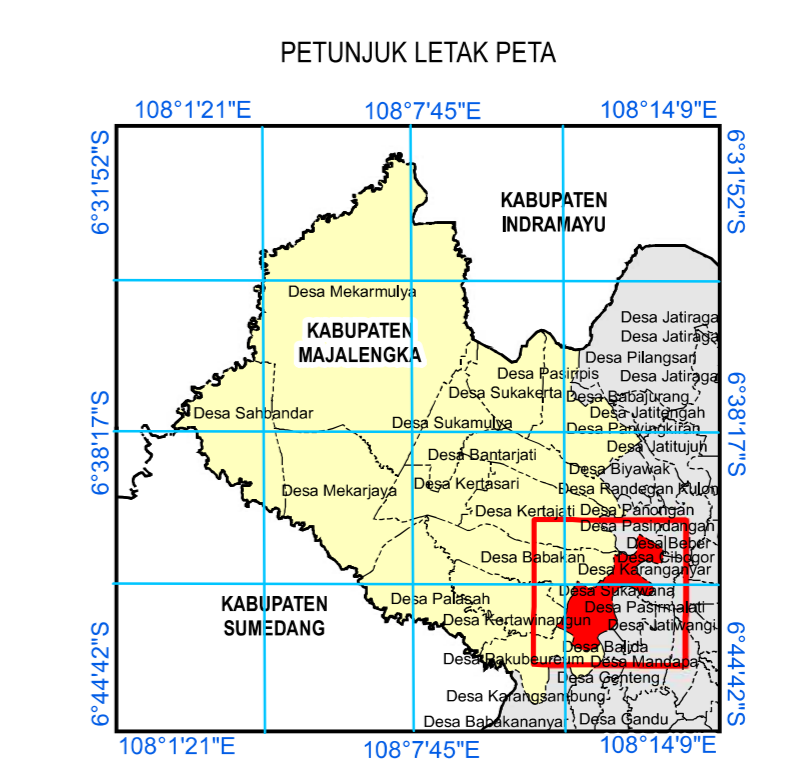 PETUNJUK LETAK PETA
108°1'21"E
108°7'45"E
108°14'9"E
6°31'52"S
6°31'52"S
KABUPATEN
INDRAMAYU
Desa Mekarmulya
Desa Jatiraga
KABUPATEN
MAJALENGKA
Desa Jatiraga
Desa Pilangsari
Desa Pasiripis
Desa Jatiraga
Desa Sukakerta
Desa Babajurang
Desa Sahbandar
Desa Jatitengah
Desa Sukamulya
Desa Panyingkiran
6°38'17"S
6°38'17"S
Desa Jatitujuh
Desa Bantarjati
Desa Biyawak
Desa Mekarjaya
Desa Kertasari
Desa Randegan Kulon
Desa Kertajati
Desa Panongan
Desa Pasindangan
Desa Beber
Desa Babakan
Desa Cibogor
Desa Karanganyar
Desa Sukawana
KABUPATEN
SUMEDANG
Desa Palasah
Desa Pasirmalati
Desa Kertawinangun
Desa Jatiwangi
Desa Balida
Desa Pakubeureum
Desa Mandapa
6°44'42"S
6°44'42"S
Desa Genteng
Desa Karangsambung
Desa Babakananyar
Desa Gandu
108°1'21"E
108°7'45"E
108°14'9"E